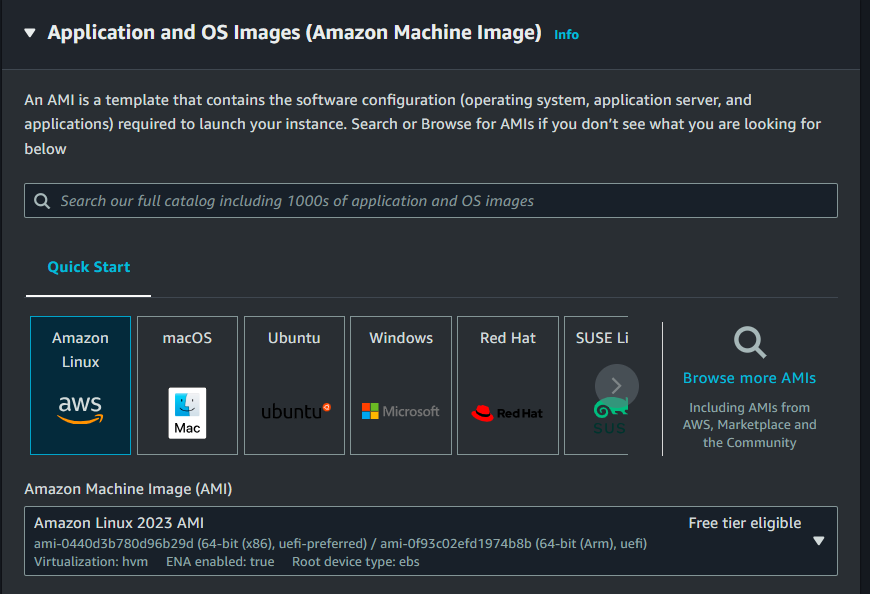 Application and OS Images (Amazon Machine Image) Info
An AMI is a template that contains the software configuration (operating system, application server, and
applications) required to launch your instance. Search or Browse for AMIs if you don’t see what you are looking for
below
Search our full catalog including 1000s of application and OS images
Quick Start
Amazon
Linux
aws
macOS
Mac
Ubuntu
ubuntu
Windows
Microsoft
Red Hat
Red Hat
SUSE Li
SUS
Browse more AMIs
Including AMIs from
AWS, Marketplace and
the Community
Amazon Machine Image (AMI)
Amazon Linux 2023 AMI
Free tier eligible
ami-0440d3b780d96b29d (64-bit (x86), uefi-preferred) / ami-0f93c02efd1974b8b (64-bit (Arm), uefi)
Virtualization: hvm ENA enabled: true Root device type: ebs